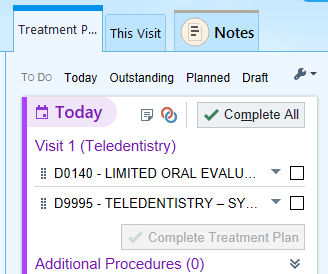 Treatment P... This Visit Notes
TO DO Today Outstanding Planned Draft
Today Complete All
Visit 1 (Teledentistry)
D0140 - LIMITED ORAL EVALU...
D9995 - TELEDENTISTRY – SY...
Complete Treatment Plan
Additional Procedures (0)